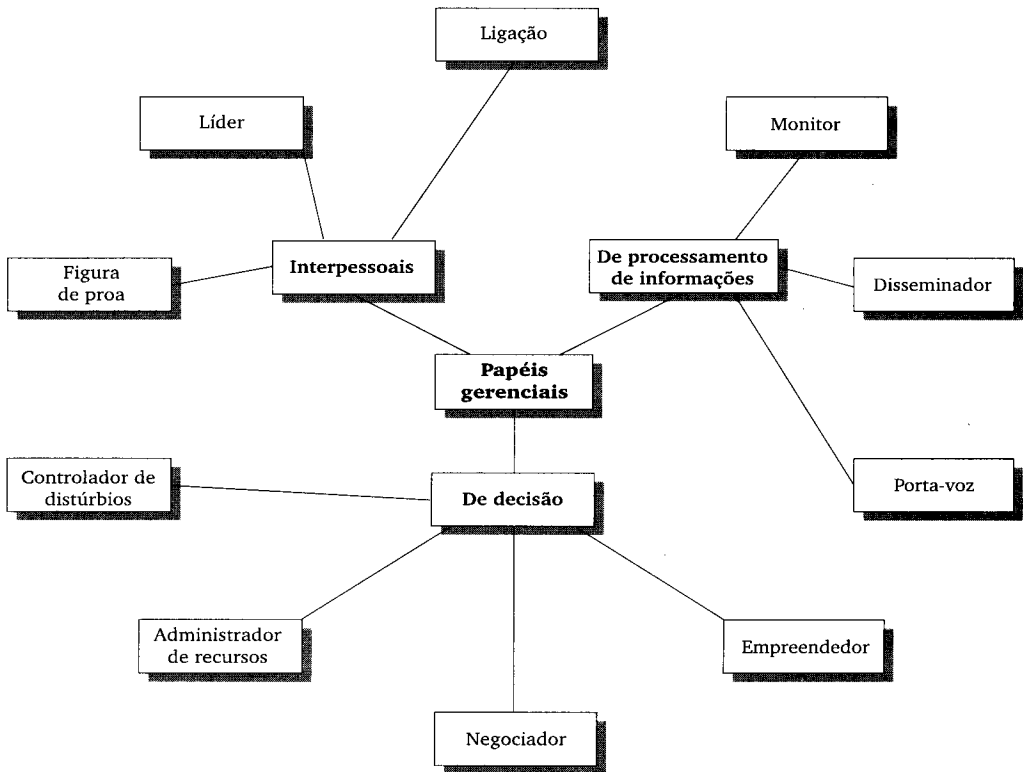 Ligação
Líder
Monitor
Figura
de proa
Interpessoais
De processamento
de informações
Disseminador
Papéis
gerenciais
Controlador de
distúrbios
De decisão
Porta-voz
Administrador
de recursos
Empreendedor
Negociador